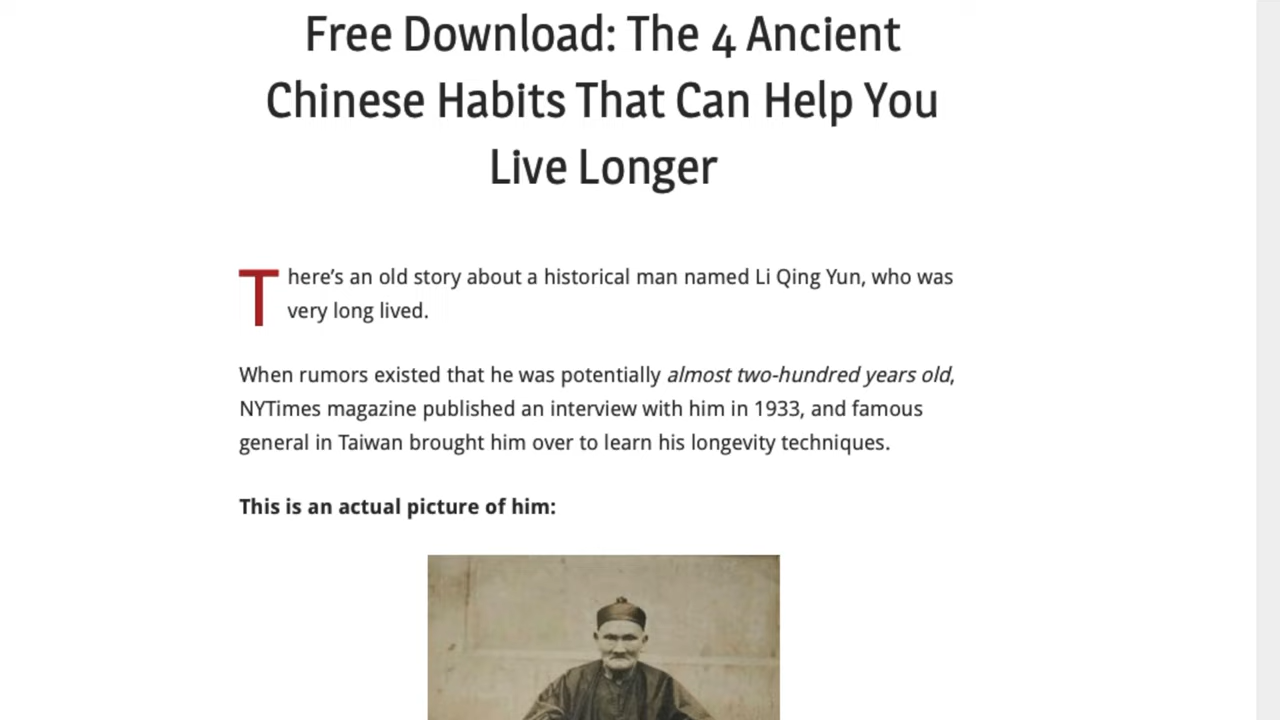 Free Download: The 4 Ancient
Chinese Habits That Can Help You
Live Longer
There’s an old story about a historical man named Li Qing Yun, who was
very long lived.
When rumors existed that he was potentially almost two-hundred years old,
NYTimes magazine published an interview with him in 1933, and famous
general in Taiwan brought him over to learn his longevity techniques.
This is an actual picture of him: